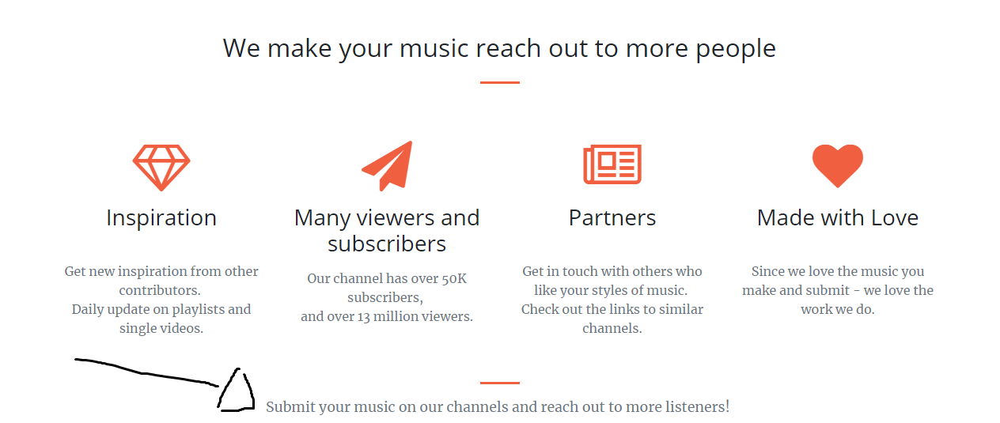 We make your music reach out to more people
Inspiration
Get new inspiration from other
contributors.
Daily update on playlists and
single videos.
Many viewers and
subscribers
Our channel has over 50K
subscribers,
and over 13 million viewers.
Partners
Get in touch with others who
like your styles of music.
Check out the links to similar
channels.
Made with Love
Since we love the music you
make and submit - we love the
work we do.
Submit your music on our channels and reach out to more listeners!